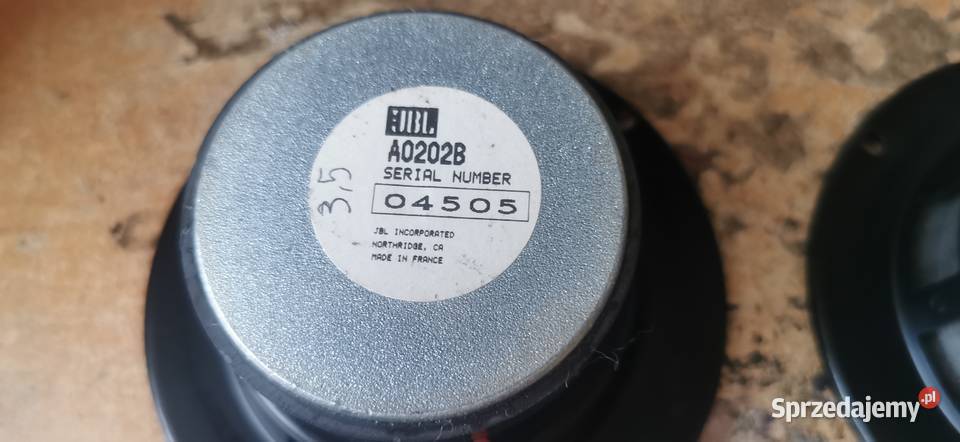 JBL
A0202B
SERIAL NUMBER
04505
JBL INCORPORATED
NORTHRIDGE, CA
MADE IN FRANCE
3,5
Sprzedajemy.pl